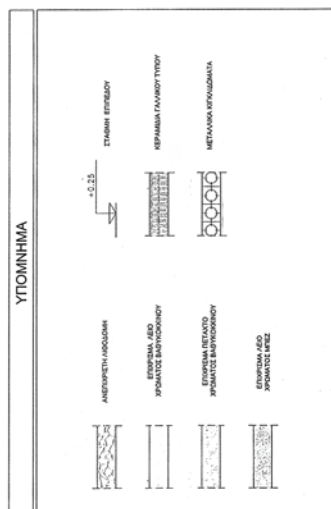 ΥΠΟΜΝΗΜΑ
ΑΝΕΠΙΧΡΙΣΤΗ ΛΙΘΟΔΟΜΗ
ΕΠΙΧΡΙΣΜΑ ΛΕΙΟ
ΧΡΩΜΑΤΟΣ ΒΑΘΥΚΟΚΚΙΝΟΥ
ΕΠΙΧΡΙΣΜΑ ΠΕΤΑΧΤΟ
ΧΡΩΜΑΤΟΣ ΒΑΘΥΚΟΚΚΙΝΟΥ
ΕΠΙΧΡΙΣΜΑ ΛΕΙΟ
ΧΡΩΜΑΤΟΣ ΜΠΕΖ
+0.25
ΣΤΑΘΜΗ ΕΠΙΠΕΔΟΥ
ΚΕΡΑΜΙΔΙΑ ΓΑΛΛΙΚΟΥ ΤΥΠΟΥ
ΜΕΤΑΛΛΙΚΑ ΚΙΓΚΛΙΔΩΜΑΤΑ